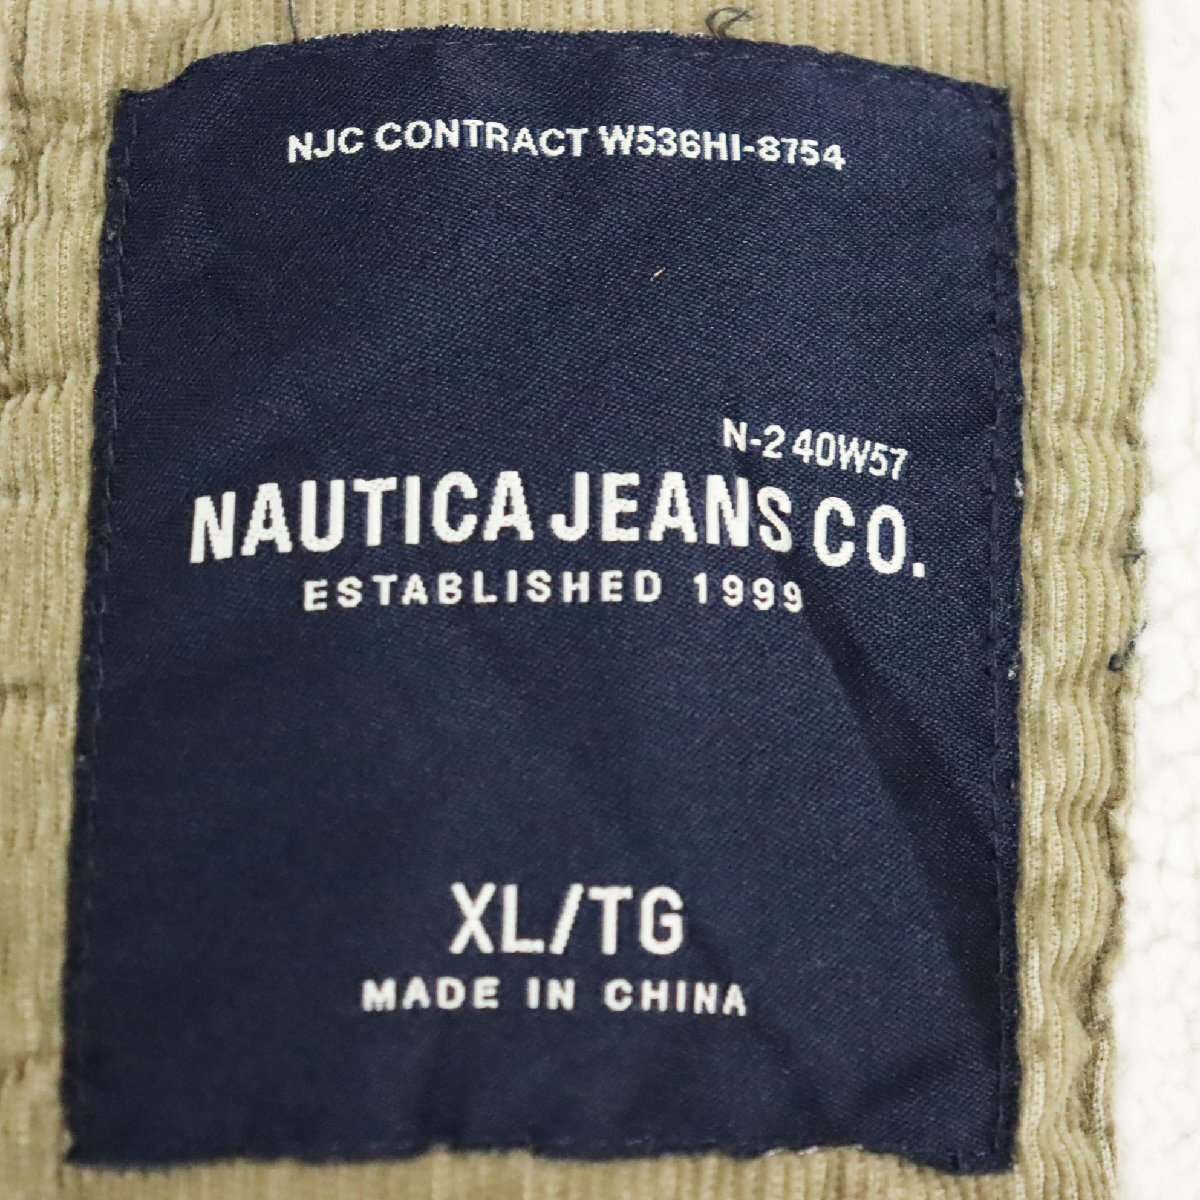 NJC CONTRACT W536HI-8754
N-2 40W57
NAUTICA JEANS CO.
ESTABLISHED 1999
XL/TG
MADE IN CHINA